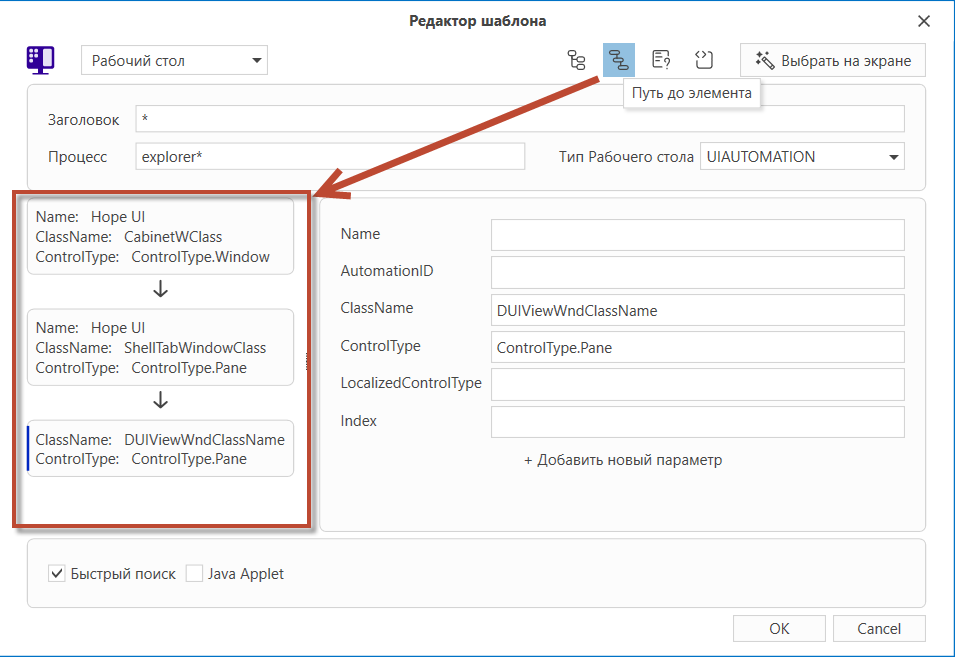 Редактор шаблона
Рабочий стол
Выбрать на экране
Путь до элемента
Заголовок *
Процесс explorer* Тип Рабочего стола UIAUTOMATION
Name: Hope UI
ClassName: CabinetWClass
ControlType: ControlType.Window
Name: Hope UI
ClassName: ShellTabWindowClass
ControlType: ControlType.Pane
ClassName: DUIViewWndClassName
ControlType: ControlType.Pane
Name
AutomationID
ClassName DUIViewWndClassName
ControlType ControlType.Pane
LocalizedControlType
Index
+ Добавить новый параметр
Быстрый поиск Java Applet
OK Cancel